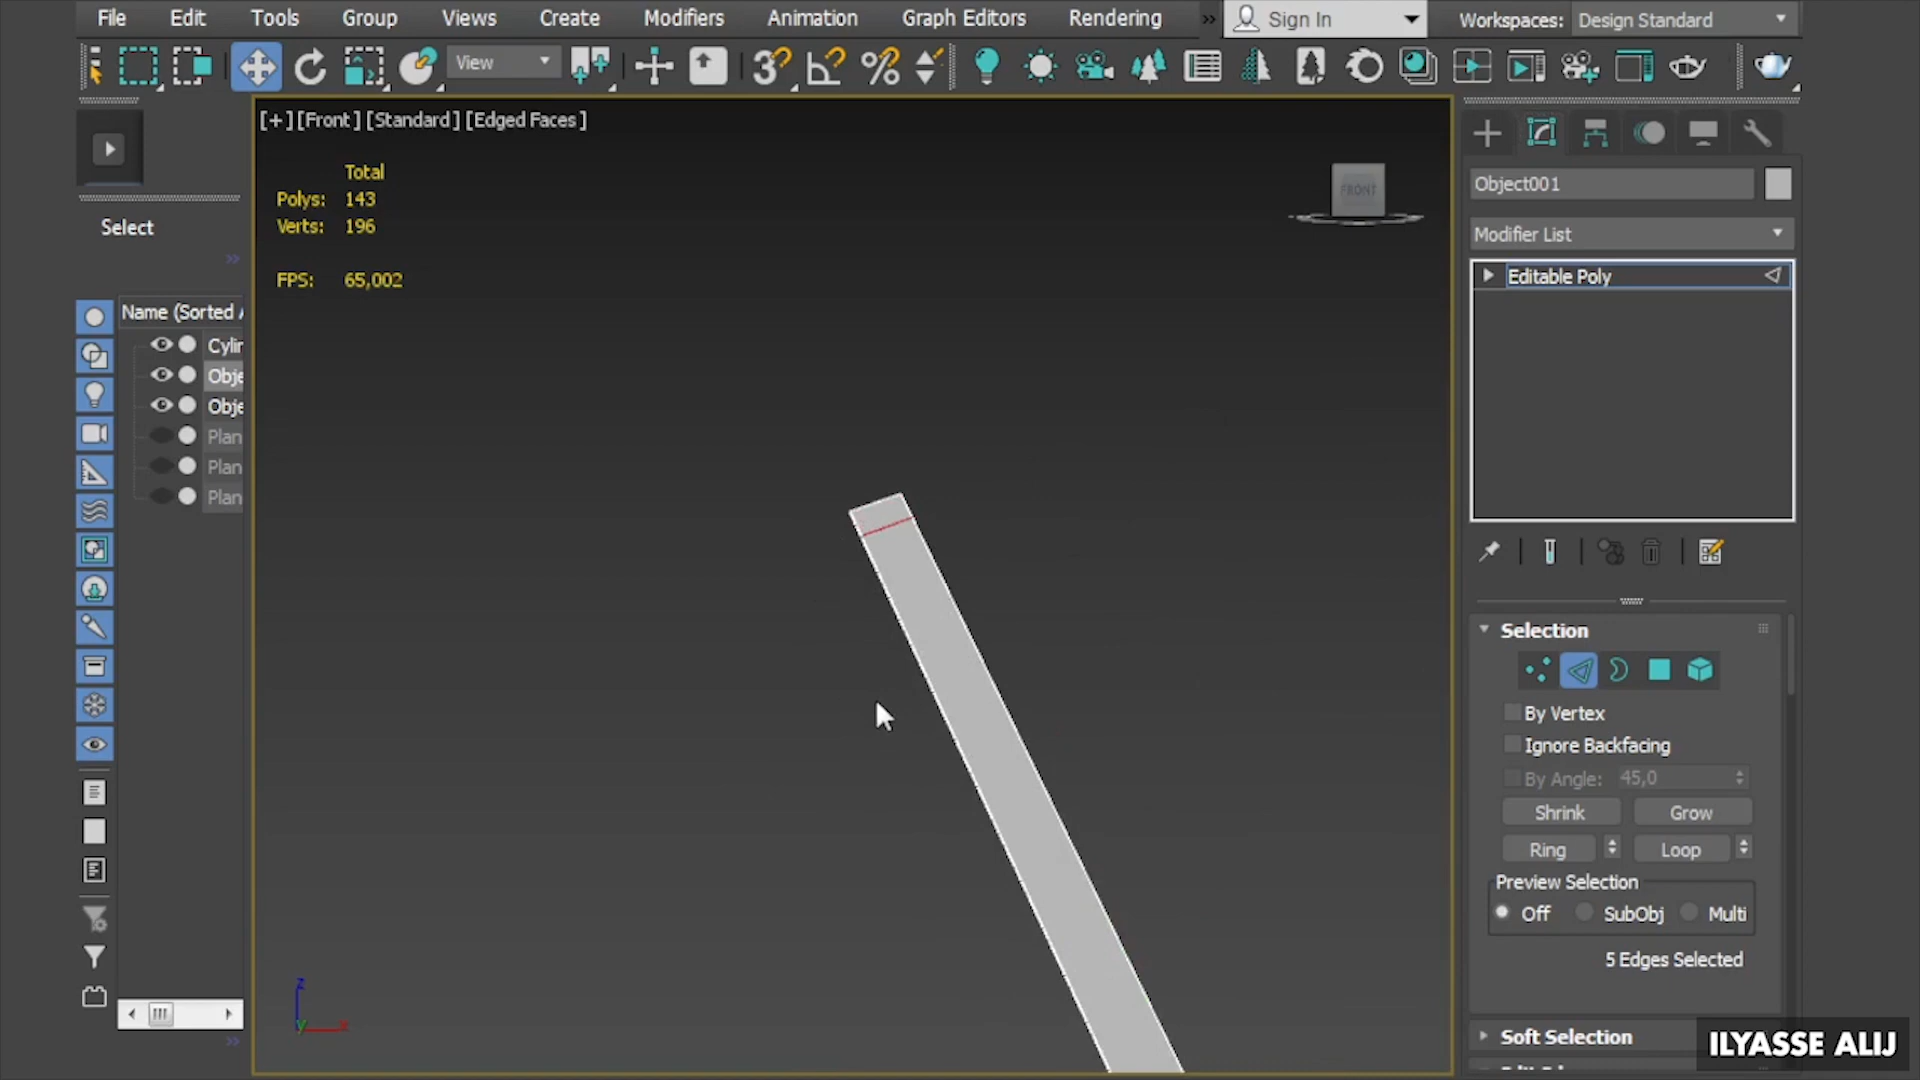 File Edit Tools Group Views Create Modifiers Animation Graph Editors Rendering » Sign In Workspaces: Design Standard
View
[+][Front] [Standard] [Edged Faces]
Total
Polys: 143
Verts: 196
FPS: 65,002
FRONT
Select
Name (Sorted A
Cylin
Obje
Obje
Plan
Plan
Plan
z
y x
Object001
Modifier List
Editable Poly
Selection
By Vertex
Ignore Backfacing
By Angle: 45,0
Shrink Grow
Ring Loop
Preview Selection
Off SubObj Multi
5 Edges Selected
Soft Selection
ILYASSE ALIJ